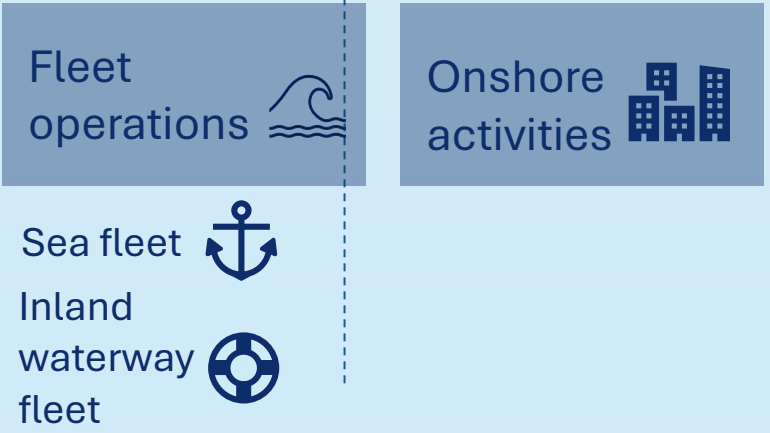 Fleet
operations
Onshore
activities
Sea fleet
Inland
waterway
fleet